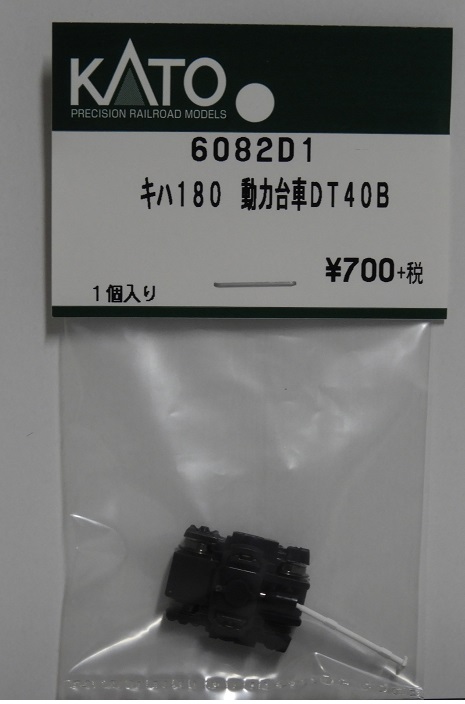 KATO
PRECISION RAILROAD MODELS
6082D1
キハ180 動力台車DT40B
¥700+税
1個入り